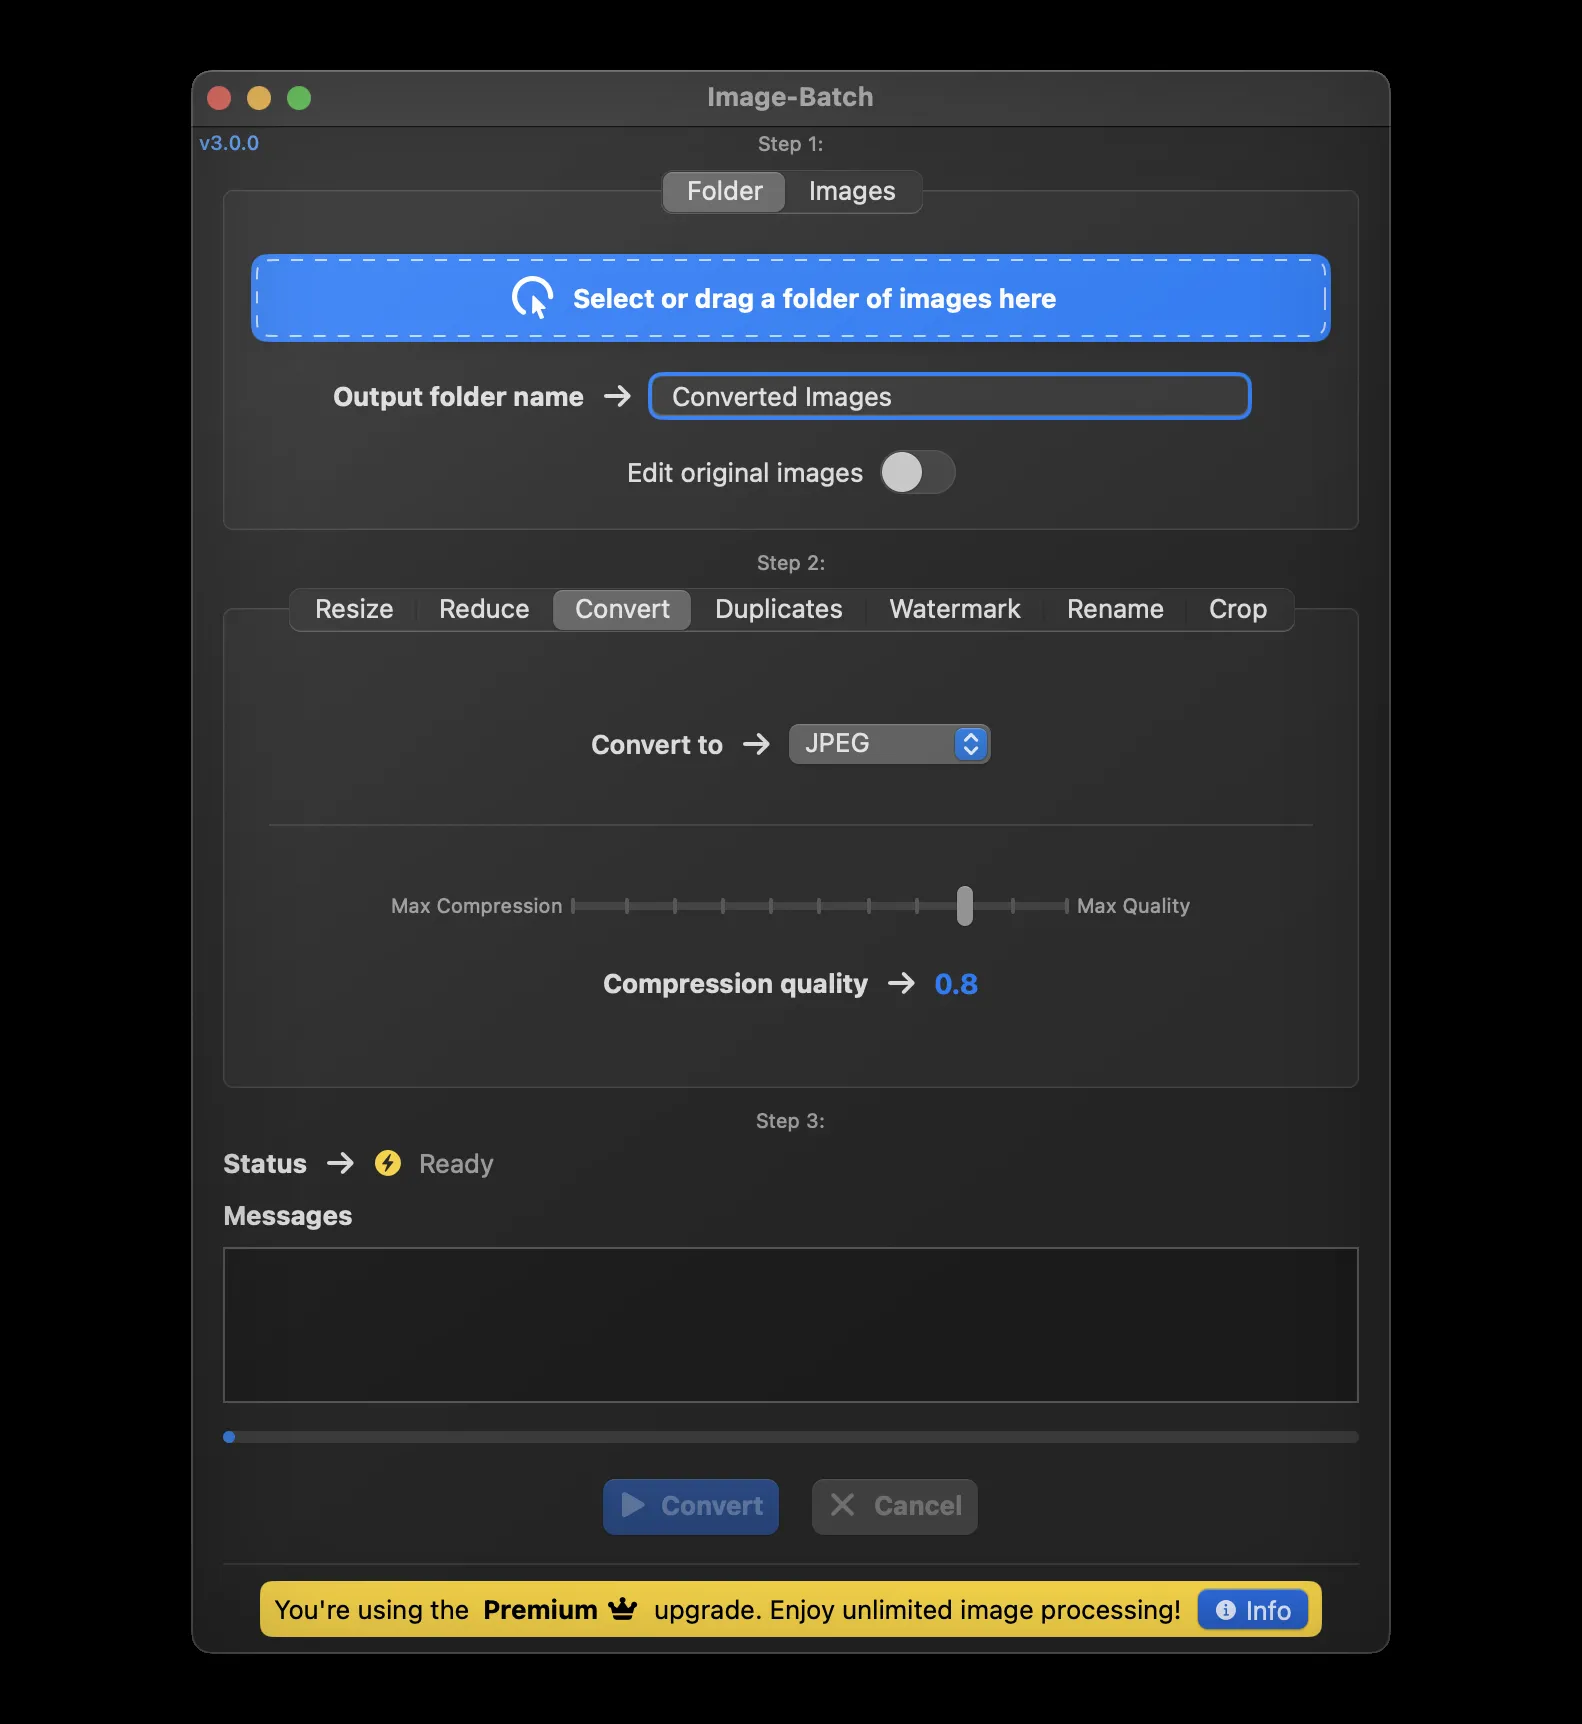 Image-Batch
v3.0.0
Step 1:
Folder Images
Select or drag a folder of images here
Output folder name → Converted Images
Edit original images
Step 2:
Resize Reduce Convert Duplicates Watermark Rename Crop
Convert to → JPEG
Max Compression Max Quality
Compression quality → 0.8
Step 3:
Status → Ready
Messages
Convert Cancel
You're using the Premium upgrade. Enjoy unlimited image processing! Info